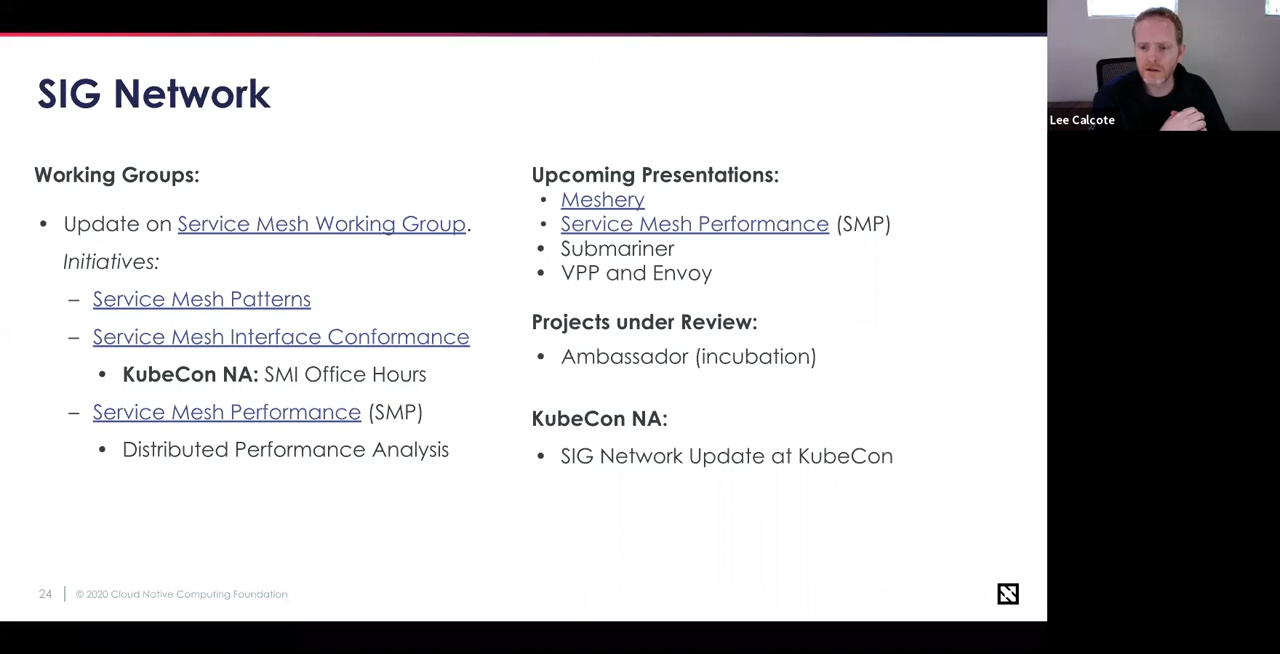 SIG Network
Working Groups:
• Update on Service Mesh Working Group.
Initiatives:
– Service Mesh Patterns
– Service Mesh Interface Conformance
• KubeCon NA: SMI Office Hours
– Service Mesh Performance (SMP)
• Distributed Performance Analysis
Upcoming Presentations:
• Meshery
• Service Mesh Performance (SMP)
• Submariner
• VPP and Envoy
Projects under Review:
• Ambassador (incubation)
KubeCon NA:
• SIG Network Update at KubeCon
24 | © 2020 Cloud Native Computing Foundation
Lee Calcote